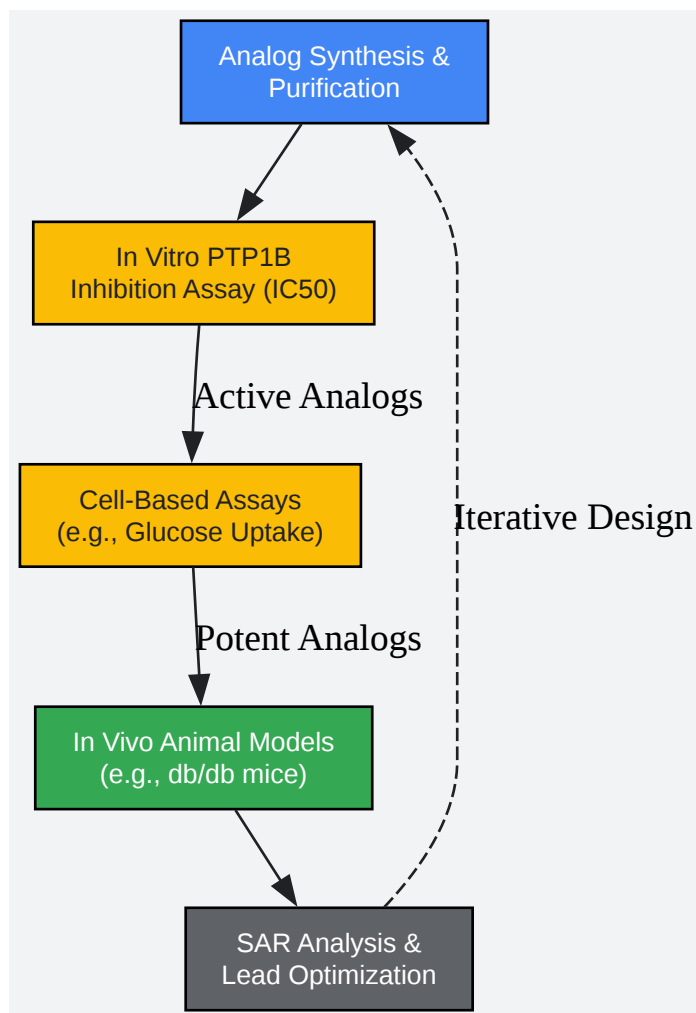 Analog Synthesis &
Purification
In Vitro PTP1B
Inhibition Assay (IC50)
Active Analogs
Cell-Based Assays
(e.g., Glucose Uptake)
Iterative Design
Potent Analogs
In Vivo Animal Models
(e.g., db/db mice)
SAR Analysis &
Lead Optimization